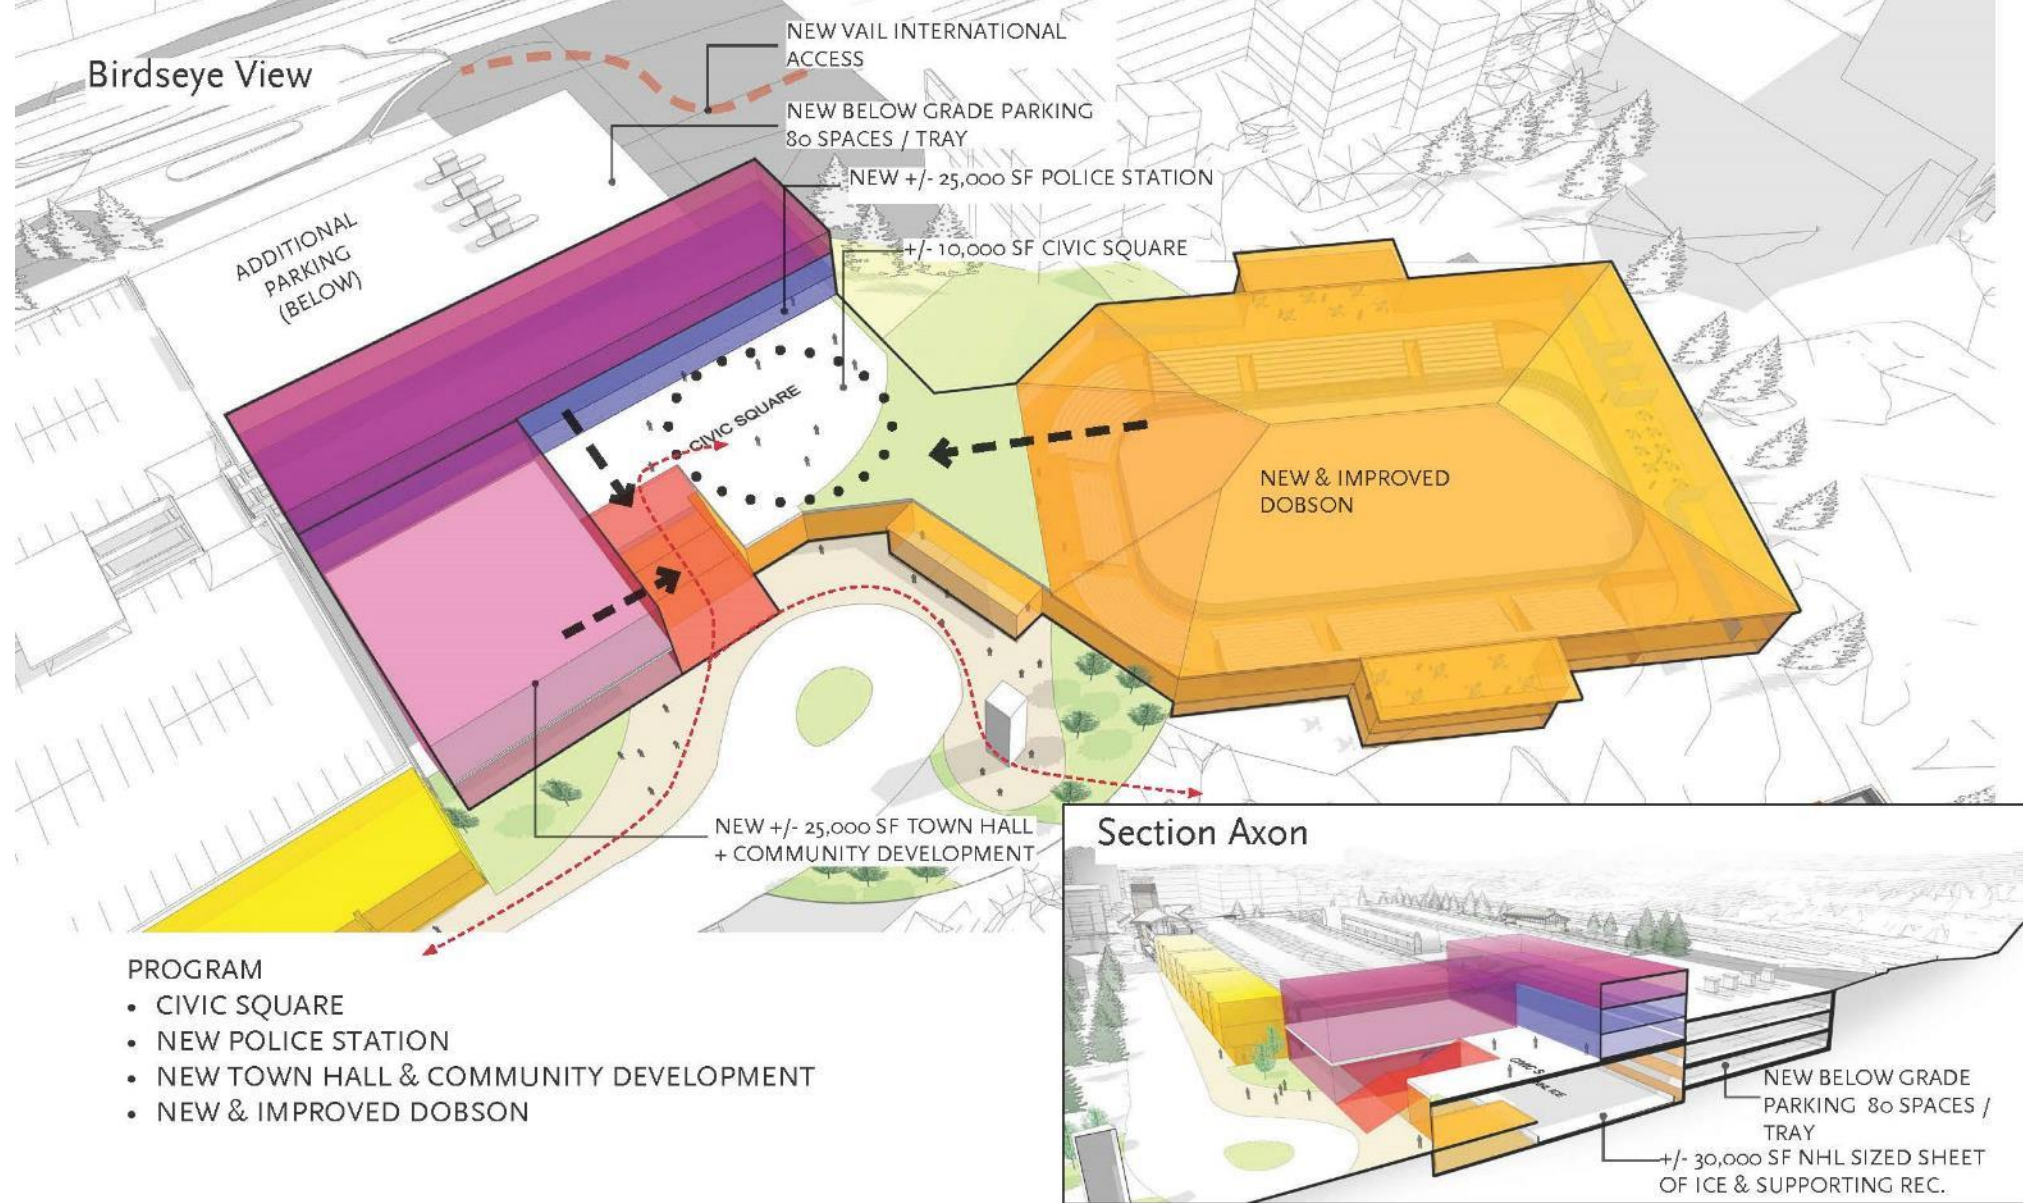 Birdseye View
NEW VAIL INTERNATIONAL
ACCESS
NEW BELOW GRADE PARKING
80 SPACES / TRAY
NEW +/- 25,000 SF POLICE STATION
+/- 10,000 SF CIVIC SQUARE
ADDITIONAL
PARKING
(BELOW)
CIVIC SQUARE
NEW & IMPROVED
DOBSON
NEW +/- 25,000 SF TOWN HALL
+ COMMUNITY DEVELOPMENT
PROGRAM
• CIVIC SQUARE
• NEW POLICE STATION
• NEW TOWN HALL & COMMUNITY DEVELOPMENT
• NEW & IMPROVED DOBSON
Section Axon
NEW BELOW GRADE
PARKING 80 SPACES /
TRAY
+/- 30,000 SF NHL SIZED SHEET
OF ICE & SUPPORTING REC.